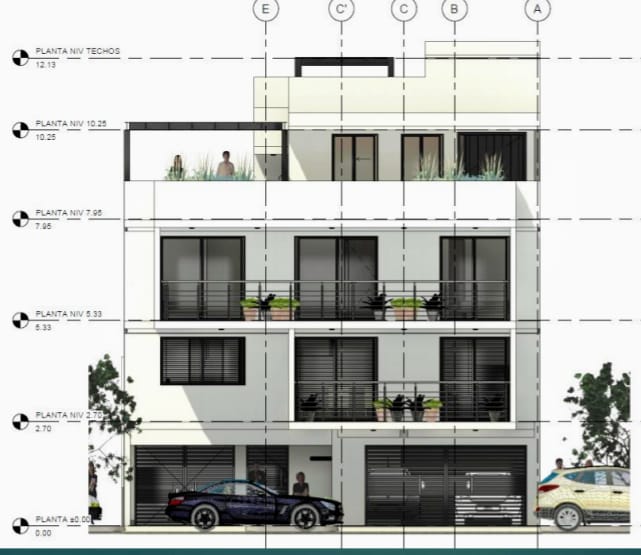 E C' C B A
PLANTA NIV TECHOS
12.13
PLANTA NIV 10.25
10.25
PLANTA NIV 7.95
7.95
PLANTA NIV 5.33
5.33
PLANTA NIV 2.70
2.70
PLANTA ±0.00
0.00